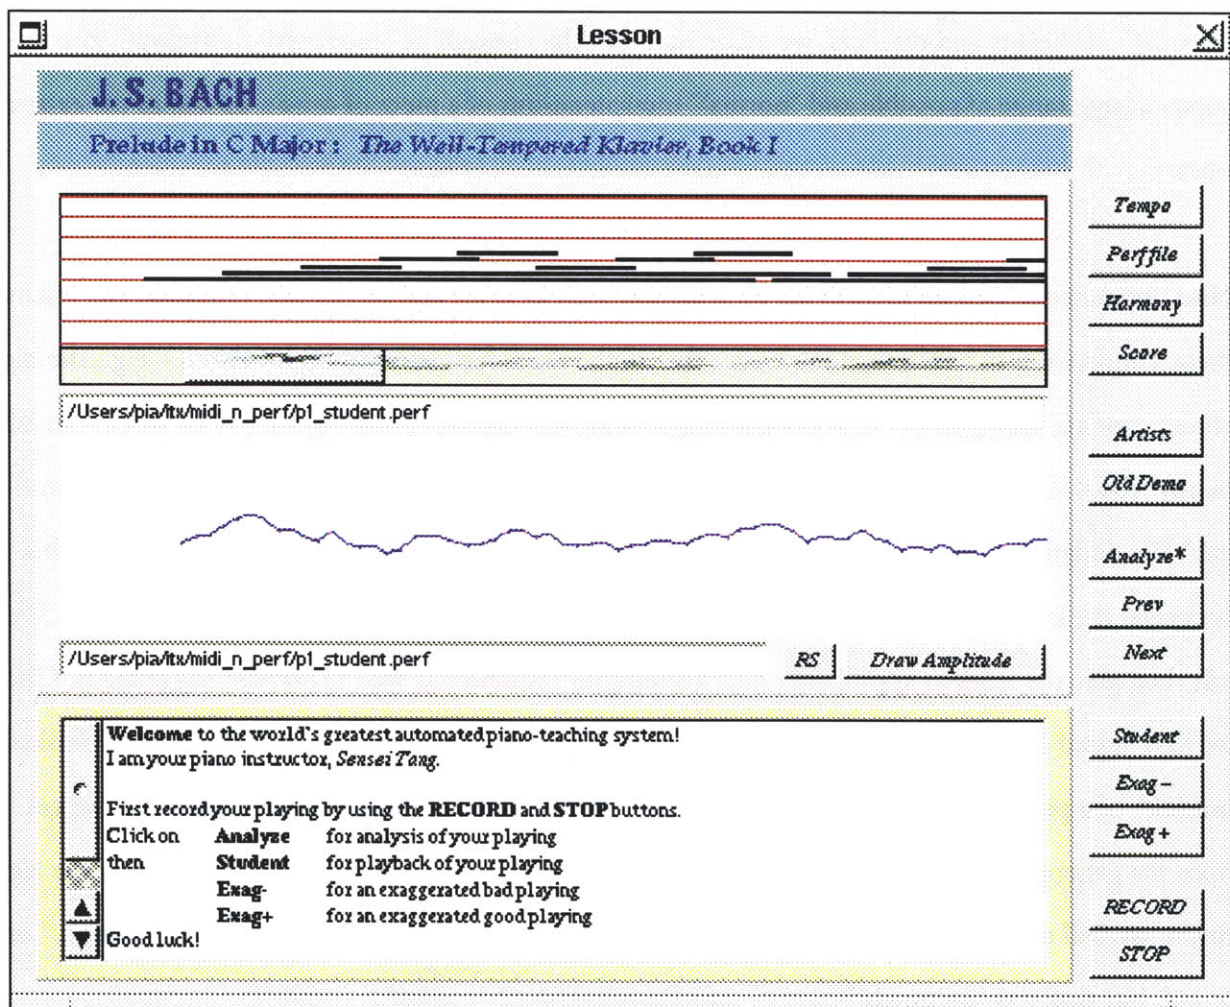 Lesson
J. S. BACH
Prelude in C Major : The Well-Tempered Klavier, Book I
/Users/pia/ltx/midi_n_perf/p1_student.perf
/Users/pia/ltx/midi_n_perf/p1_student.perf
RS
Draw Amplitude
Tempo
Perf file
Harmony
Score
Artists
Old Demo
Analyze*
Prev
Next
Welcome to the world's greatest automated piano-teaching system!
I am your piano instructor, Sensei Tang.
First record your playing by using the RECORD and STOP buttons.
Click on Analyze for analysis of your playing
then Student for playback of your playing
Exag- for an exaggerated bad playing
Exag+ for an exaggerated good playing
Good luck!
Student
Exag –
Exag +
RECORD
STOP